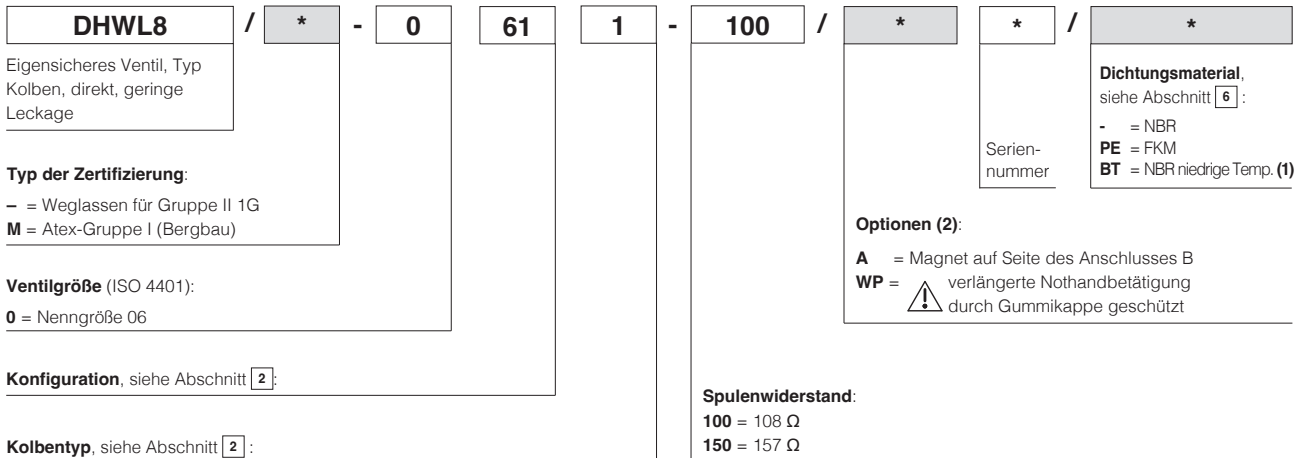 DHWL8 / * - 0 61 1 - 100 / * * / *
Eigensicheres Ventil, Typ
Kolben, direkt, geringe
Leckage
Typ der Zertifizierung:
– = Weglassen für Gruppe II 1G
M = Atex-Gruppe I (Bergbau)
Ventilgröße (ISO 4401):
0 = Nenngröße 06
Konfiguration, siehe Abschnitt 2:
Kolbentyp, siehe Abschnitt 2 :
Spulenwiderstand:
100 = 108 Ω
150 = 157 Ω
Optionen (2):
A = Magnet auf Seite des Anschlusses B
WP = verlängerte Nothandbetätigung
durch Gummikappe geschützt
Serien-
nummer
Dichtungsmaterial,
siehe Abschnitt 6 :
- = NBR
PE = FKM
BT = NBR niedrige Temp. (1)